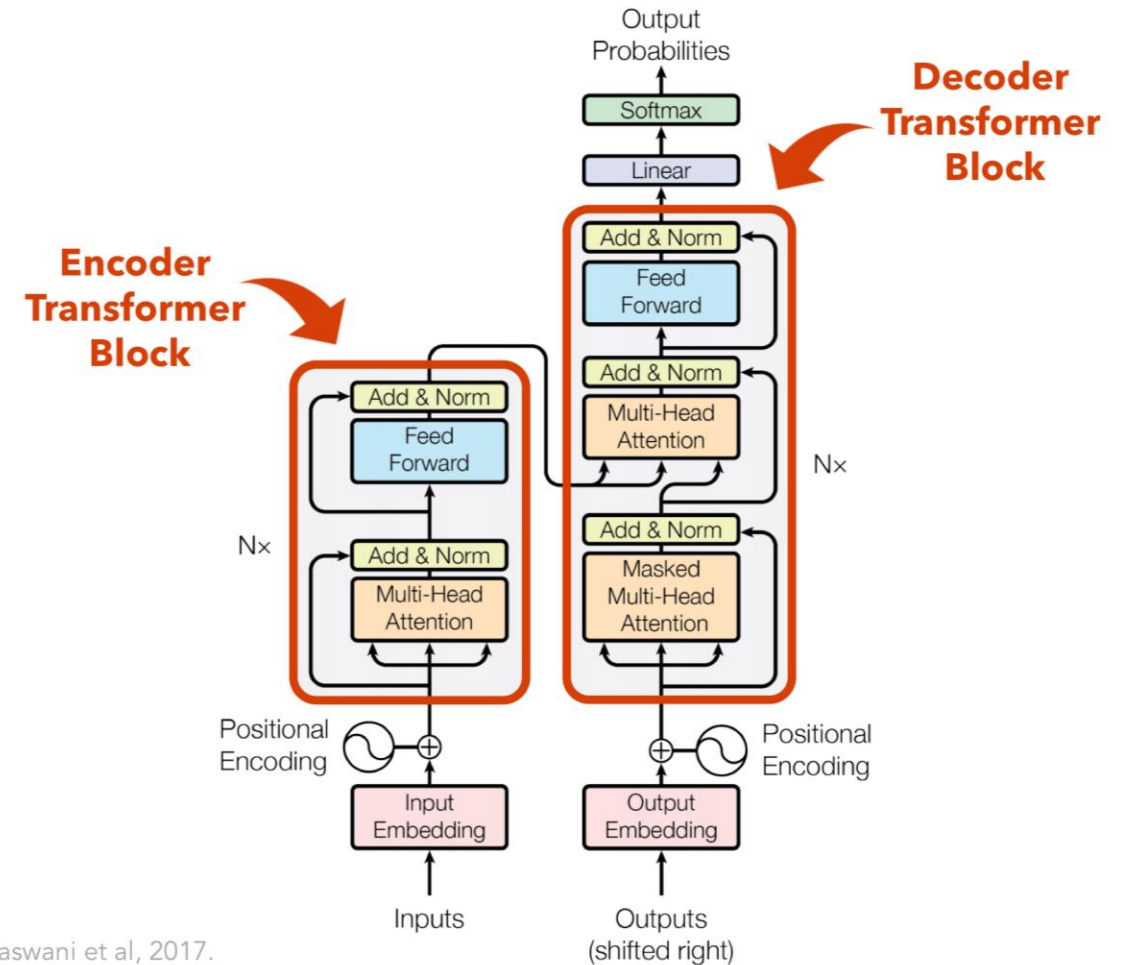 Output
Probabilities
Softmax
Linear
Decoder
Transformer
Block
Add & Norm
Feed
Forward
Add & Norm
Multi-Head
Attention
Nx
Add & Norm
Masked
Multi-Head
Attention
Encoder
Transformer
Block
Add & Norm
Feed
Forward
Nx
Add & Norm
Multi-Head
Attention
Positional
Encoding
Positional
Encoding
Input
Embedding
Output
Embedding
Inputs
Outputs
(shifted right)
aswani et al, 2017.